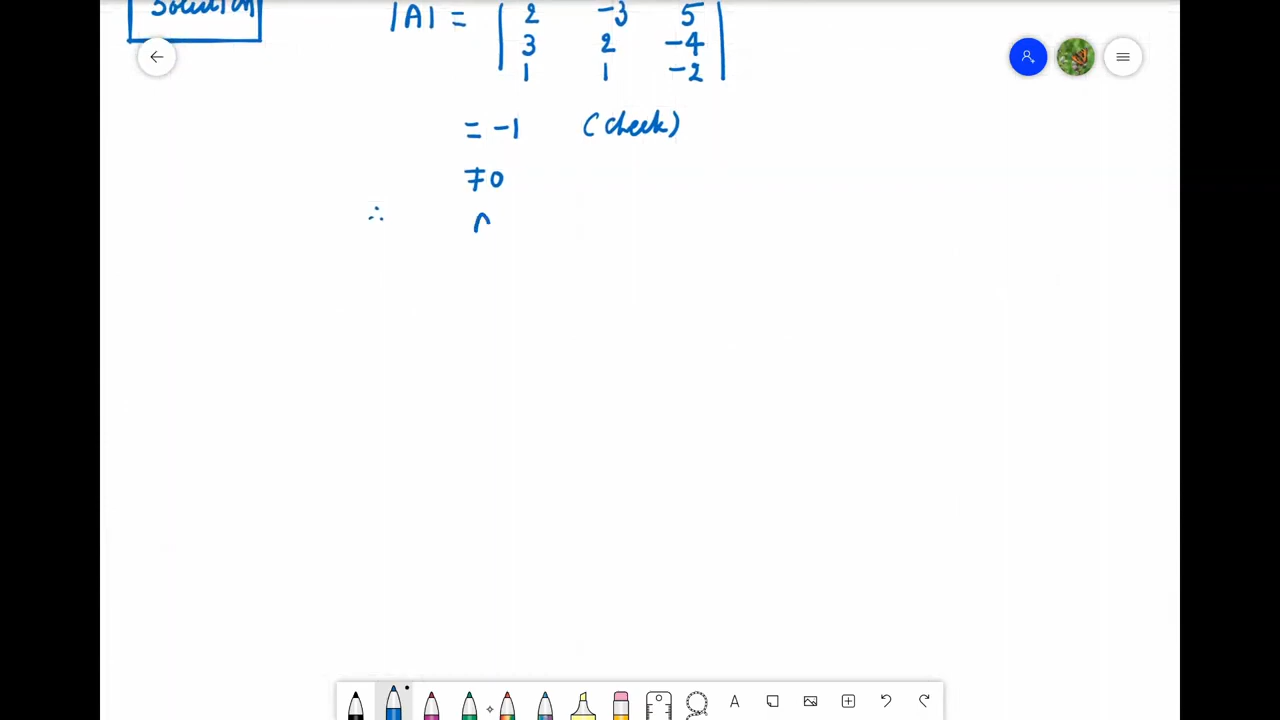 Solution
|A| = | 2 -3 5 |
| 3 2 -4 |
| 1 1 -2 |
= -1 (check)
≠0
∴
A